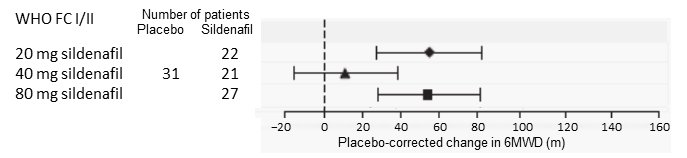 WHO FC I/II Number of patients
Placebo Sildenafil
20 mg sildenafil 22
40 mg sildenafil 31 21
80 mg sildenafil 27
−20 0 20 40 60 80 100 120 140 160
Placebo-corrected change in 6MWD (m)